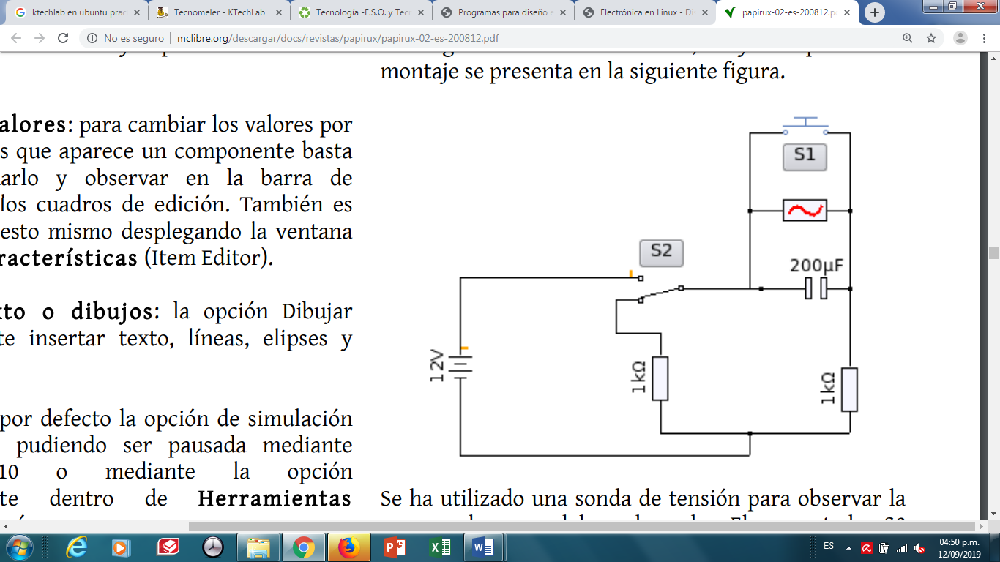 ktechlab en ubuntu prac
Tecnomeler - KTechLab
Tecnología -E.S.O. y Tecn
Programas para diseño e
Electrónica en Linux - Di
papirux-02-es-200812.p
No es seguro
mclibre.org/descargar/docs/revistas/papirux/papirux-02-es-200812.pdf
alores: para cambiar los valores por
s que aparece un componente basta
arlo y observar en la barra de
los cuadros de edición. También es
esto mismo desplegando la ventana
racterísticas (Item Editor).
to o dibujos: la opción Dibujar
te insertar texto, líneas, elipses y
por defecto la opción de simulación
pudiendo ser pausada mediante
10 o mediante la opción
te dentro de Herramientas
montaje se presenta en la siguiente figura.
S1
S2
200µF
12V
1kΩ
1kΩ
Se ha utilizado una sonda de tensión para observar la
ES
04:50 p.m.
12/09/2019